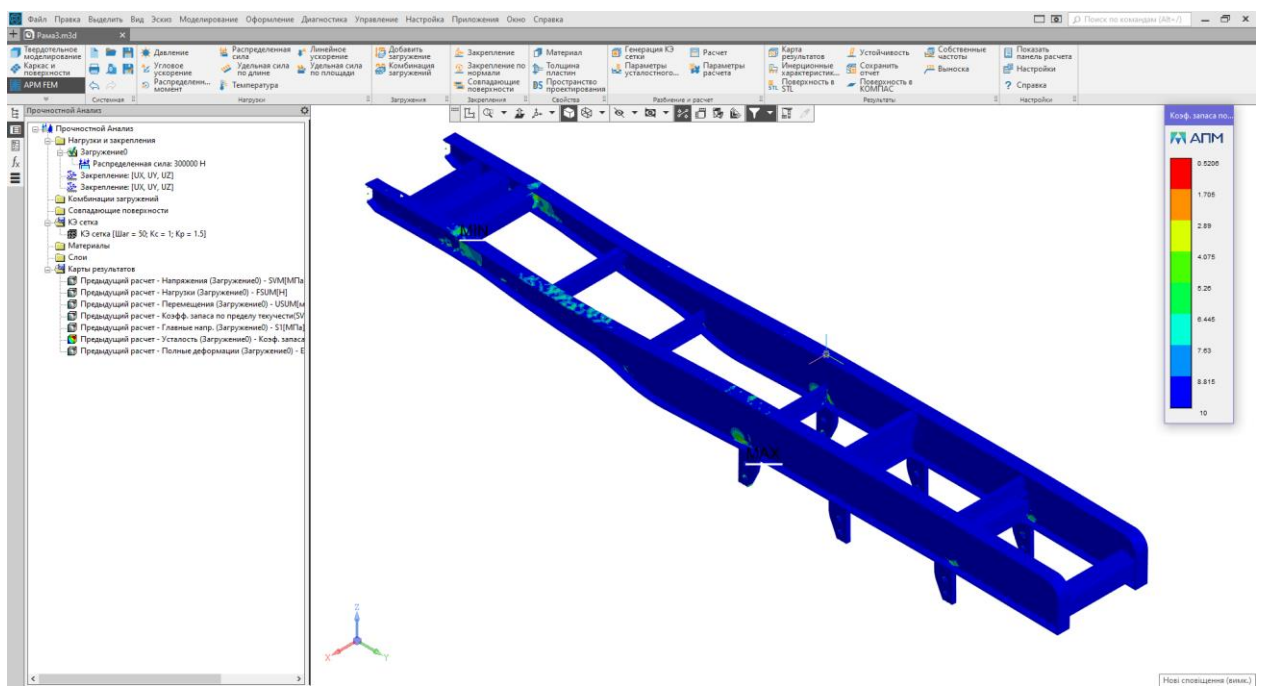 Файл Правка Выделить Вид Эскиз Моделирование Оформление Диагностика Управление Настройка Приложения Окно Справка
Поиск по командам (Alt+/)
Рама3.m3d
Твердотельное моделирование
Каркас и поверхности
APM FEM
Системная
Давление
Угловое ускорение
Распределенн... момент
Распределенная сила
Удельная сила по длине
Температура
Линейное ускорение
Удельная сила по площади
Нагрузки
Добавить загружение
Комбинация загружений
Загружения
Закрепление
Закрепление по нормали
Совпадающие поверхности
Закрепления
Материал
Толщина пластин
Пространство проектирования
Свойства
Генерация КЭ сетки
Параметры усталостного...
Расчет
Параметры расчета
Разбиение и расчет
Карта результатов
Инерционные характеристик...
Поверхность в STL
Устойчивость
Сохранить отчет
Поверхность в КОМПАС
Собственные частоты
Выноска
Результаты
Показать панель расчета
Настройки
Справка
Настройки
Прочностной Анализ
Прочностной Анализ
Нагрузки и закрепления
Загружение0
Распределенная сила: 300000 Н
Закрепление: [UX, UY, UZ]
Закрепление: [UX, UY, UZ]
Комбинации загружений
Совпадающие поверхности
КЭ сетка
КЭ сетка [Шаг = 50; Кс = 1; Кр = 1.5]
Материалы
Слои
Карты результатов
Предыдущий расчет - Напряжения (Загружение0) - SVM[МПа
Предыдущий расчет - Нагрузки (Загружение0) - FSUM[Н]
Предыдущий расчет - Перемещения (Загружение0) - USUM[м
Предыдущий расчет - Коэфф. запаса по пределу текучести(SV
Предыдущий расчет - Главные напр. (Загружение0) - S1[МПа]
Предыдущий расчет - Усталость (Загружение0) - Коэф. запаса
Предыдущий расчет - Полные деформации (Загружение0) - E
MIN
MAX
Z
X
Y
Коэф. запаса по...
АПМ
0.5206
1.705
2.89
4.075
5.26
6.445
7.63
8.815
10
Нові сповіщення (вимк.)